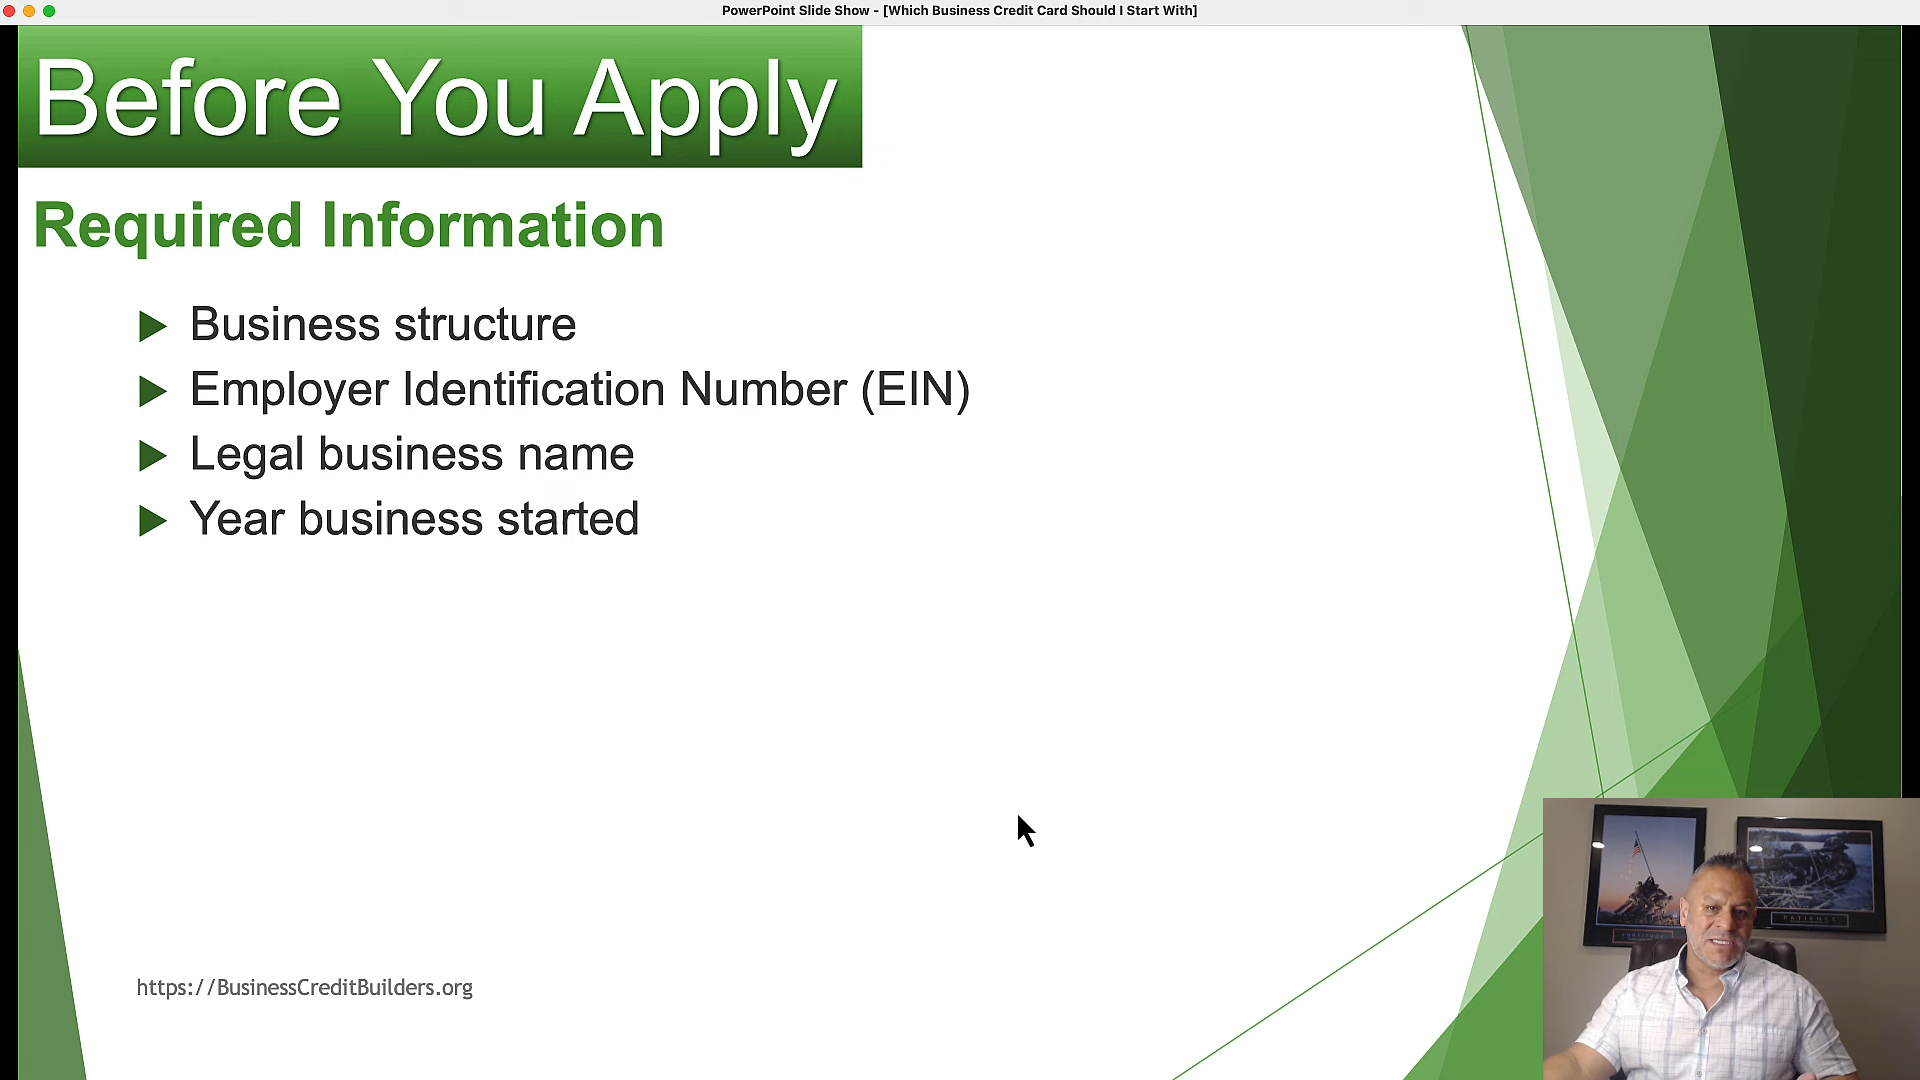 PowerPoint Slide Show - [Which Business Credit Card Should I Start With]
Before You Apply
Required Information
Business structure
Employer Identification Number (EIN)
Legal business name
Year business started
https://BusinessCreditBuilders.org
PATIENCE